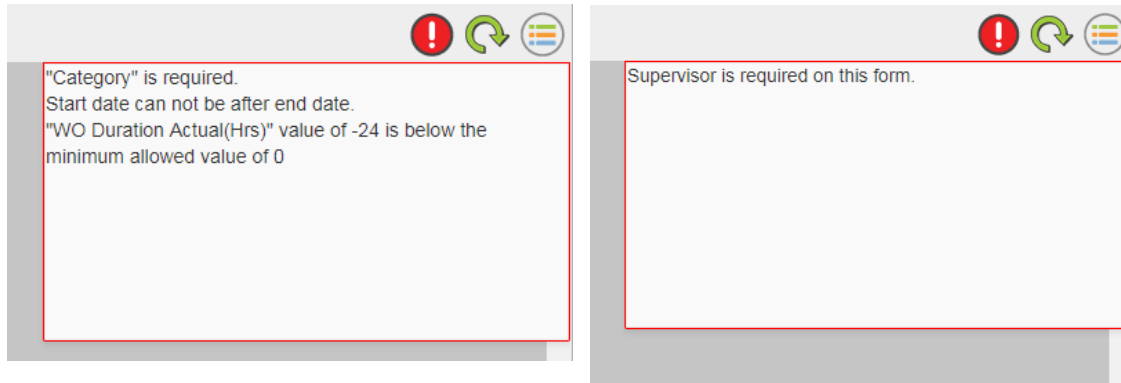 "Category" is required.
Start date can not be after end date.
"WO Duration Actual(Hrs)" value of -24 is below the
minimum allowed value of 0
Supervisor is required on this form.